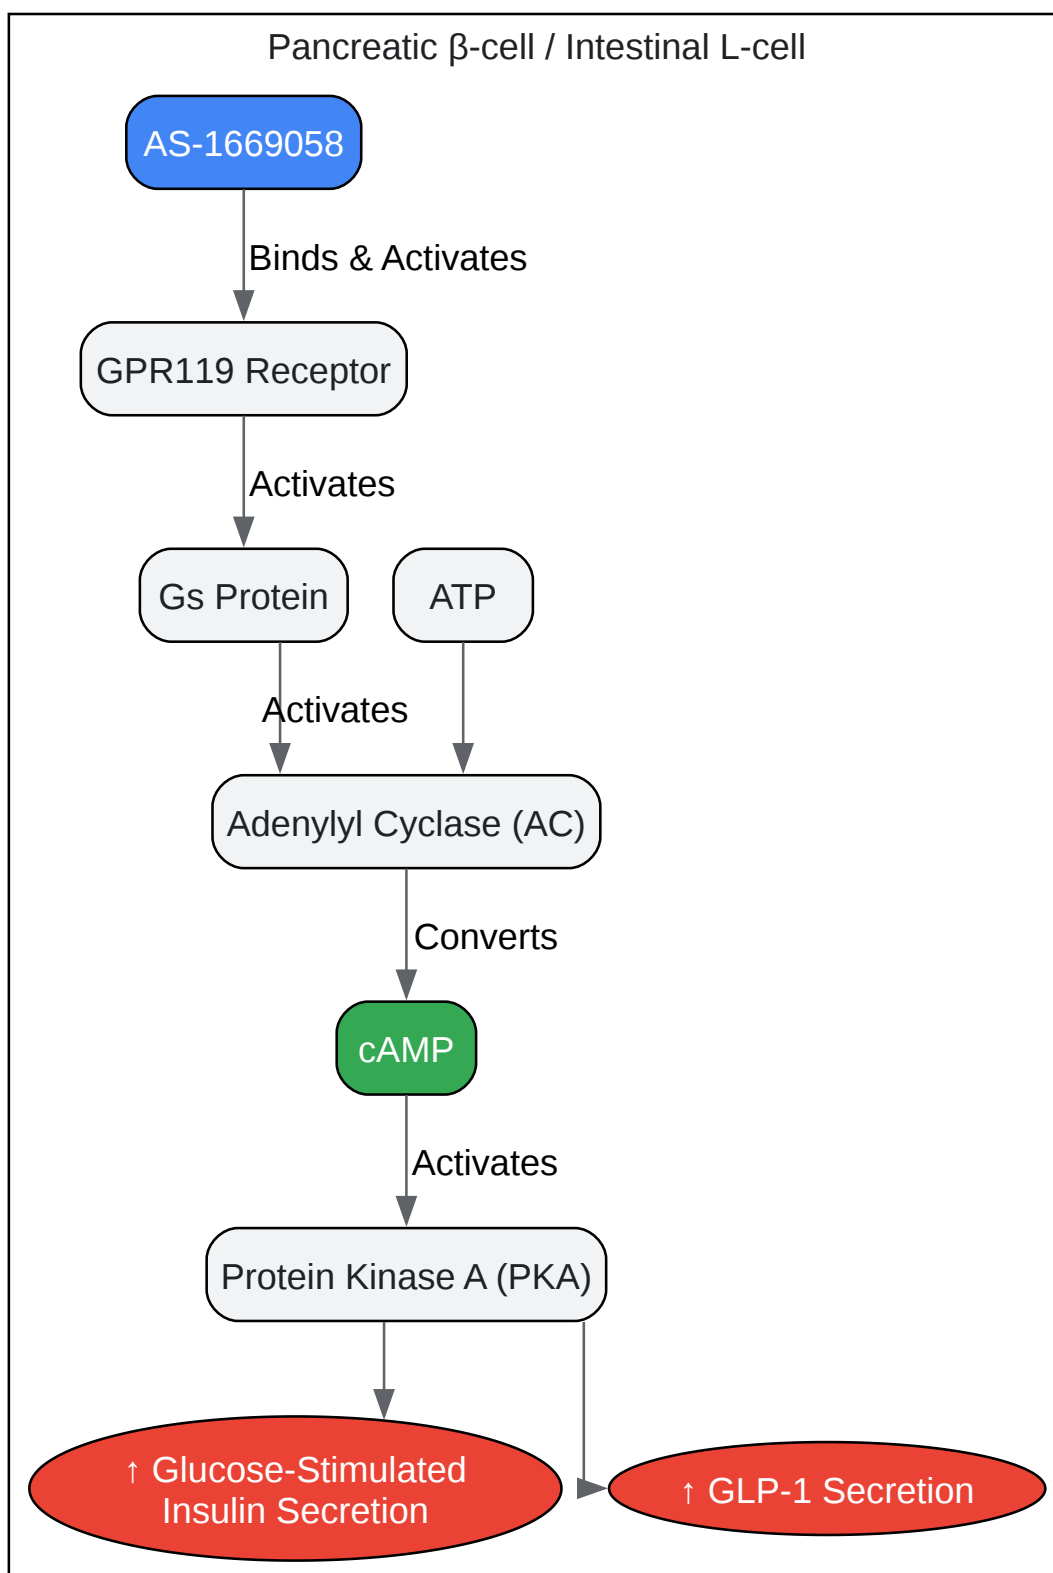 Pancreatic β-cell / Intestinal L-cell
AS-1669058
Binds & Activates
GPR119 Receptor
Activates
Gs Protein
ATP
Activates
Adenylyl Cyclase (AC)
Converts
cAMP
Activates
Protein Kinase A (PKA)
↑ Glucose-Stimulated
Insulin Secretion
↑ GLP-1 Secretion